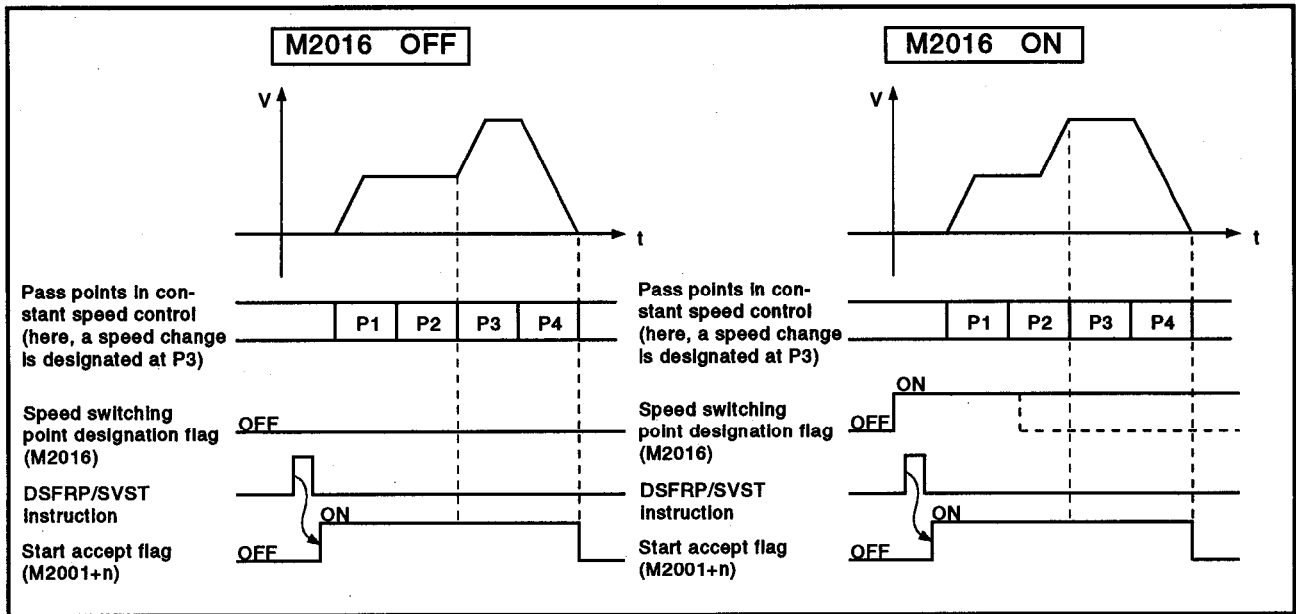 M2016 OFF
V
t
Pass points in con-
stant speed control
(here, a speed change
is designated at P3)
P1 P2 P3 P4
Speed switching
point designation flag
(M2016)
OFF
DSFRP/SVST
instruction
ON
Start accept flag
(M2001+n)
OFF
M2016 ON
V
t
Pass points in con-
stant speed control
(here, a speed change
is designated at P3)
P1 P2 P3 P4
ON
Speed switching
point designation flag
(M2016)
OFF
DSFRP/SVST
instruction
ON
Start accept flag
(M2001+n)
OFF